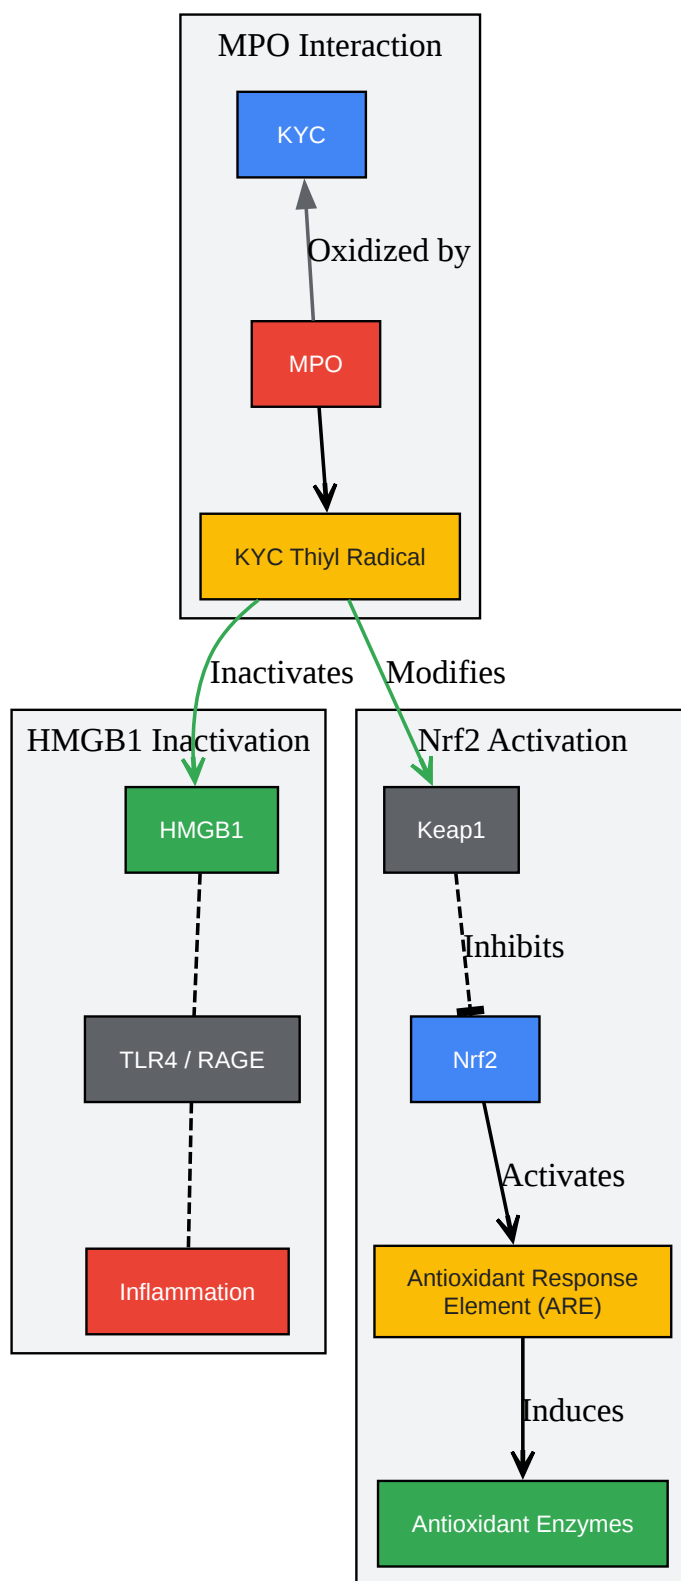 MPO Interaction
KYC
Oxidized by
MPO
KYC Thiyl Radical
Inactivates
Modifies
HMGB1 Inactivation
HMGB1
TLR4 / RAGE
Inflammation
Nrf2 Activation
Keap1
Inhibits
Nrf2
Activates
Antioxidant Response
Element (ARE)
Induces
Antioxidant Enzymes